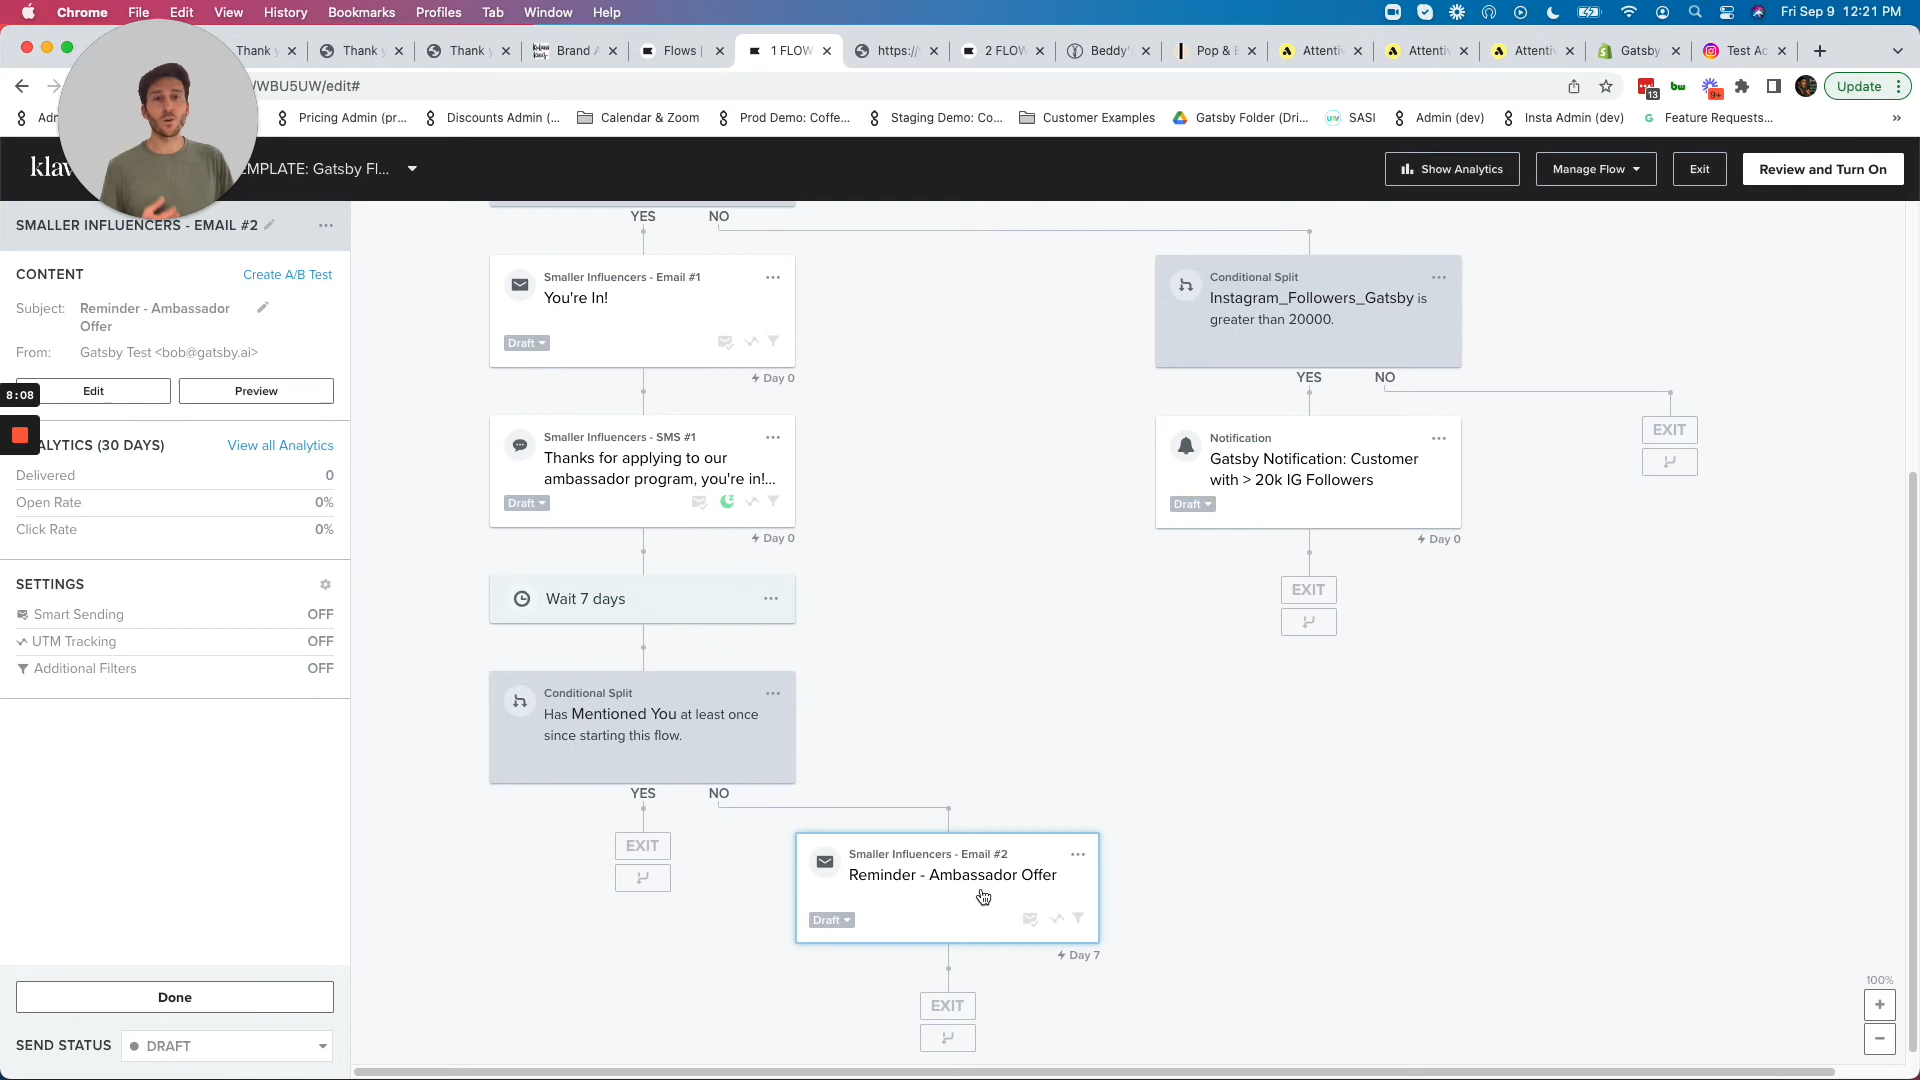 Chrome File Edit View History Bookmarks Profiles Tab Window Help Fri Sep 9 12:21 PM
Thank Thank Thank Brand Flows 1 FLOW https:// 2 FLOW Beddy' Pop & Attenti Attenti Attenti Gatsby Test Ac
/WBU5UW/edit# 13 bw 9+ Update
Pricing Admin (pr... Discounts Admin (... Calendar & Zoom Prod Demo: Coffe... Staging Demo: Co... Customer Examples Gatsby Folder (Dri... SASI Admin (dev) Insta Admin (dev) Feature Requests... »
EMPLATE: Gatsby Fl... Show Analytics Manage Flow Exit Review and Turn On
SMALLER INFLUENCERS - EMAIL #2
CONTENT Create A/B Test
Subject: Reminder - Ambassador
Offer
From: Gatsby Test <bob@gatsby.ai>
Edit Preview
8:08
ALYTICS (30 DAYS) View all Analytics
Delivered 0
Open Rate 0%
Click Rate 0%
SETTINGS
Smart Sending OFF
UTM Tracking OFF
Additional Filters OFF
Done
SEND STATUS DRAFT
YES NO
Smaller Influencers - Email #1
You're In!
Draft
Day 0
Smaller Influencers - SMS #1
Thanks for applying to our
ambassador program, you're in!...
Draft
Day 0
Wait 7 days
Conditional Split
Has Mentioned You at least once
since starting this flow.
YES NO
EXIT
Smaller Influencers - Email #2
Reminder - Ambassador Offer
Draft
Day 7
EXIT
Conditional Split
Instagram_Followers_Gatsby is
greater than 20000.
YES NO
EXIT
Notification
Gatsby Notification: Customer
with > 20k IG Followers
Draft
Day 0
EXIT
100%
+
−